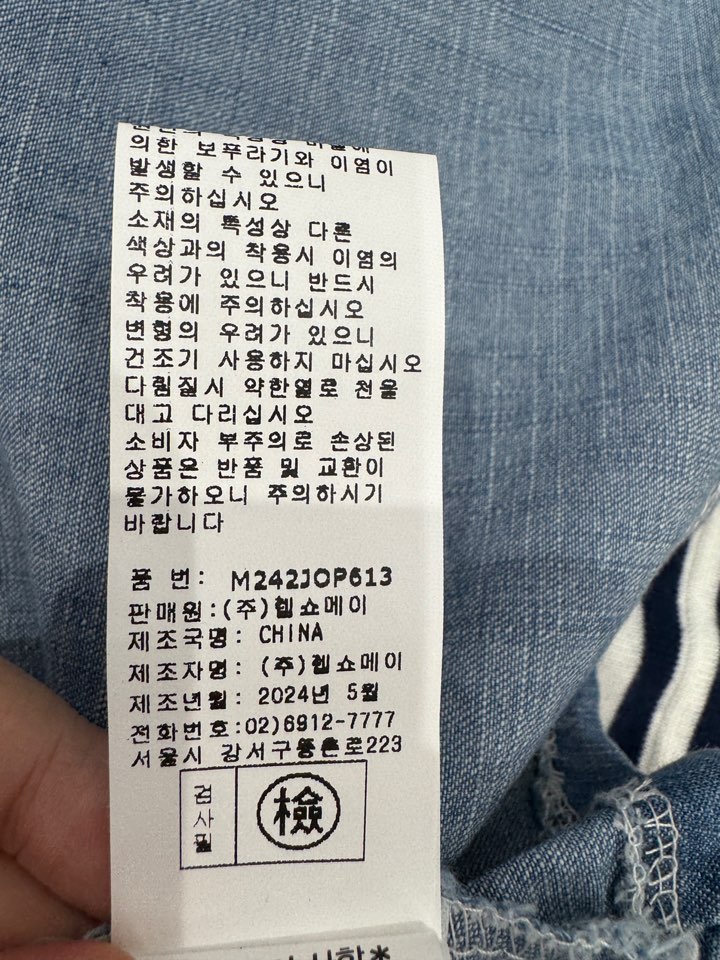 의한 보푸라기와 이염이
발생할 수 있으니
주의하십시오
소재의 특성상 다른
색상과의 착용시 이염의
우려가 있으니 반드시
착용에 주의하십시오
변형의 우려가 있으니
건조기 사용하지 마십시오
다림질시 약한열로 천을
대고 다리십시오
소비자 부주의로 손상된
상품은 반품 및 교환이
불가하오니 주의하시기
바랍니다
품 번: M242JOP613
판매원:(주)헬쇼메이
제조국명: CHINA
제조자명: (주)헬쇼메이
제조년월: 2024년 5월
전화번호:02)6912-7777
서울시 강서구등촌로223
검사필
檢